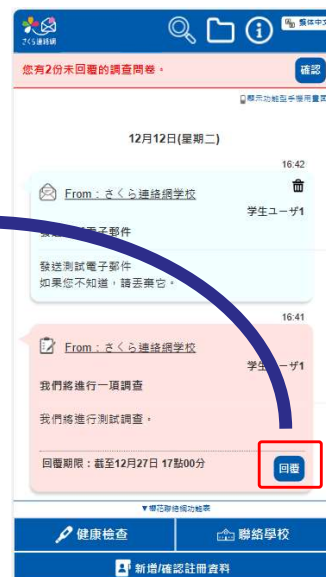 さくら連絡網
繁体中文
您有2份未回覆的調查問卷。
確認
顯示功能型手機用畫面
12月12日(星期二)
16:42
From：さくら連絡網学校
学生ユーザ1
電子郵件
發送測試電子郵件
如果您不知道，請丟棄它。
16:41
From：さくら連絡網学校
学生ユーザ1
我們將進行一項調查
我們將進行測試調查。
回覆期限：截至12月27日 17點00分
回覆
▼櫻花聯絡網功能表
健康檢查
聯絡學校
新增/確認註冊資料